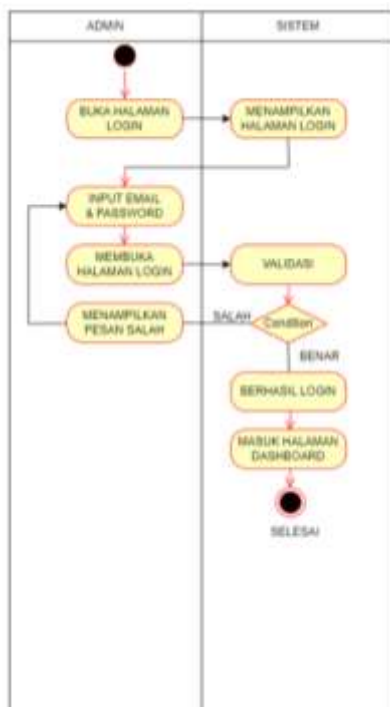 ADMIN
SISTEM
BUKA HALAMAN
LOGIN
MENAMPILKAN
HALAMAN LOGIN
INPUT EMAIL
& PASSWORD
MEMBUKA
HALAMAN LOGIN
VALIDASI
MENAMPILKAN
PESAN SALAH
SALAH
Condition
BENAR
BERHASIL LOGIN
MASUK HALAMAN
DASHBOARD
SELESAI